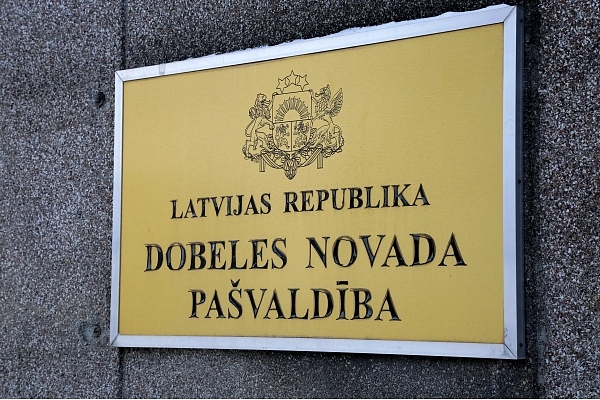 LATVIJAS REPUBLIKA
DOBELES NOVADA
PAŠVALDĪBA